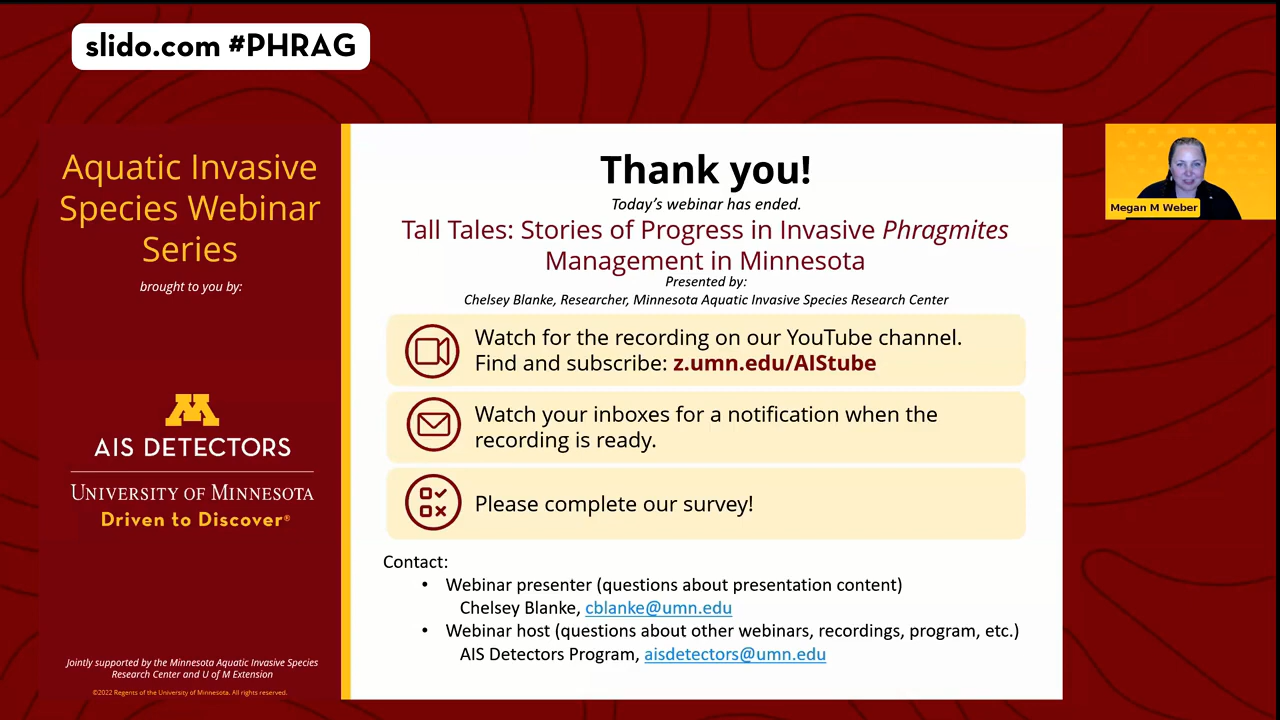 slido.com #PHRAG
Aquatic Invasive
Species Webinar
Series
brought to you by:
AIS DETECTORS
UNIVERSITY OF MINNESOTA
Driven to Discover®
Jointly supported by the Minnesota Aquatic Invasive Species
Research Center and U of M Extension
©2022 Regents of the University of Minnesota. All rights reserved.
Thank you!
Today's webinar has ended.
Tall Tales: Stories of Progress in Invasive Phragmites
Management in Minnesota
Presented by:
Chelsey Blanke, Researcher, Minnesota Aquatic Invasive Species Research Center
Watch for the recording on our YouTube channel.
Find and subscribe: z.umn.edu/AIStube
Watch your inboxes for a notification when the
recording is ready.
Please complete our survey!
Contact:
• Webinar presenter (questions about presentation content)
Chelsey Blanke, cblanke@umn.edu
• Webinar host (questions about other webinars, recordings, program, etc.)
AIS Detectors Program, aisdetectors@umn.edu
Megan M Weber